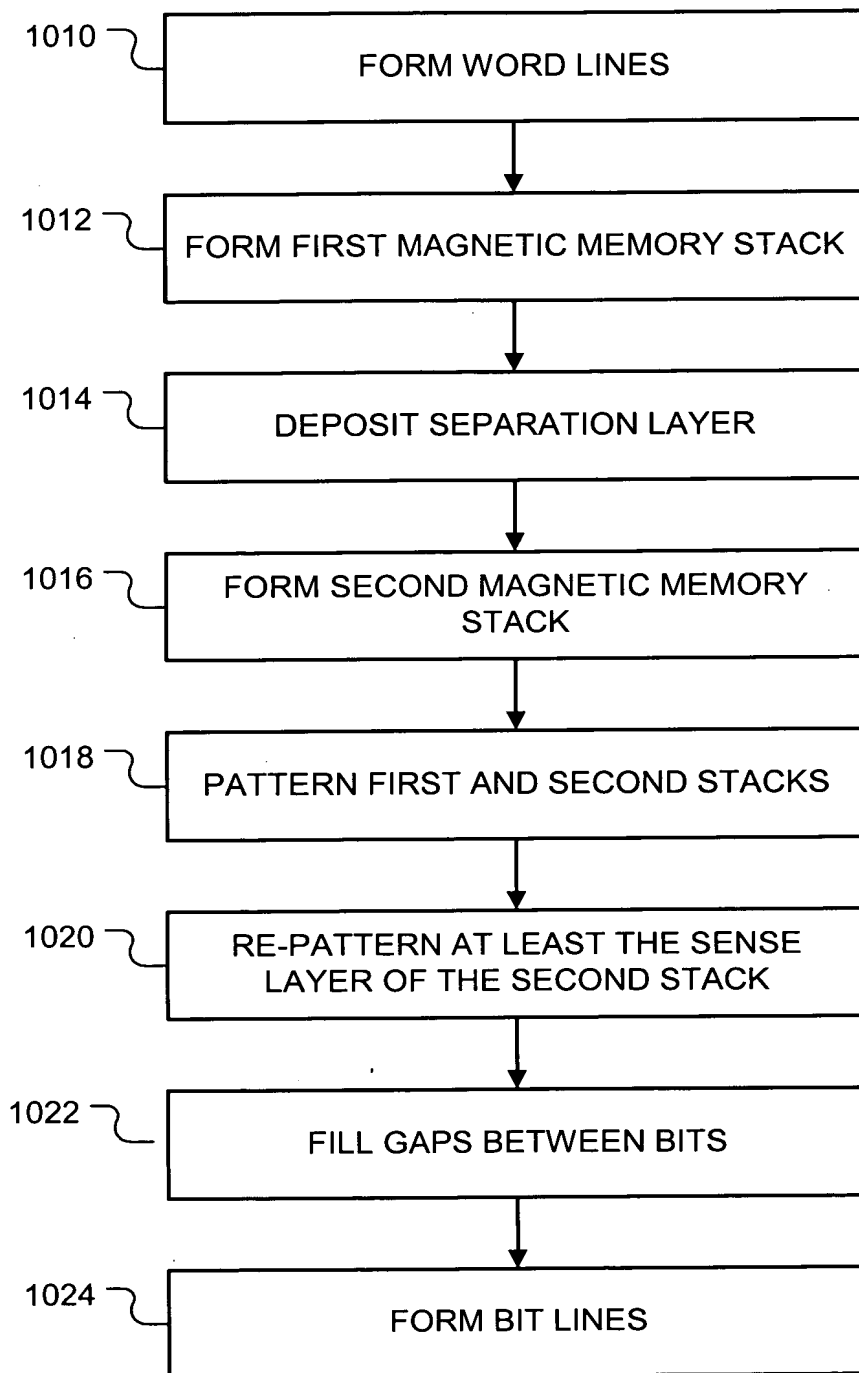 1010
FORM WORD LINES
1012
FORM FIRST MAGNETIC MEMORY STACK
1014
DEPOSIT SEPARATION LAYER
1016
FORM SECOND MAGNETIC MEMORY
STACK
1018
PATTERN FIRST AND SECOND STACKS
1020
RE-PATTERN AT LEAST THE SENSE
LAYER OF THE SECOND STACK
1022
FILL GAPS BETWEEN BITS
1024
FORM BIT LINES